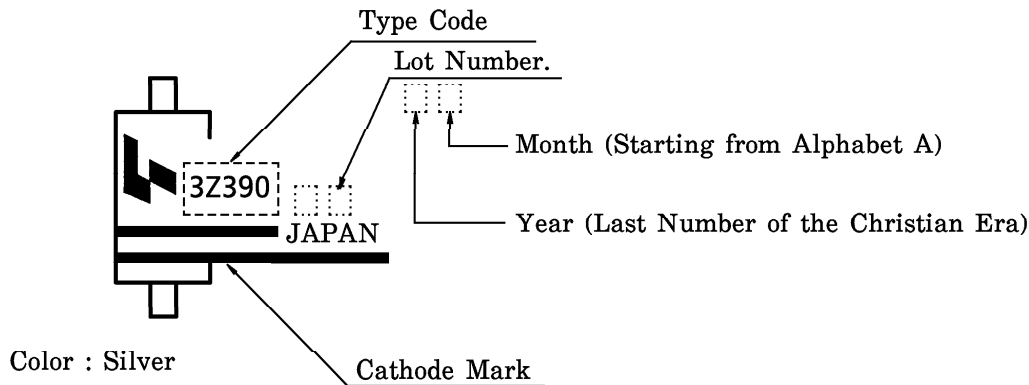 Type Code
Lot Number.
Month (Starting from Alphabet A)
3Z390
Year (Last Number of the Christian Era)
JAPAN
Color : Silver
Cathode Mark